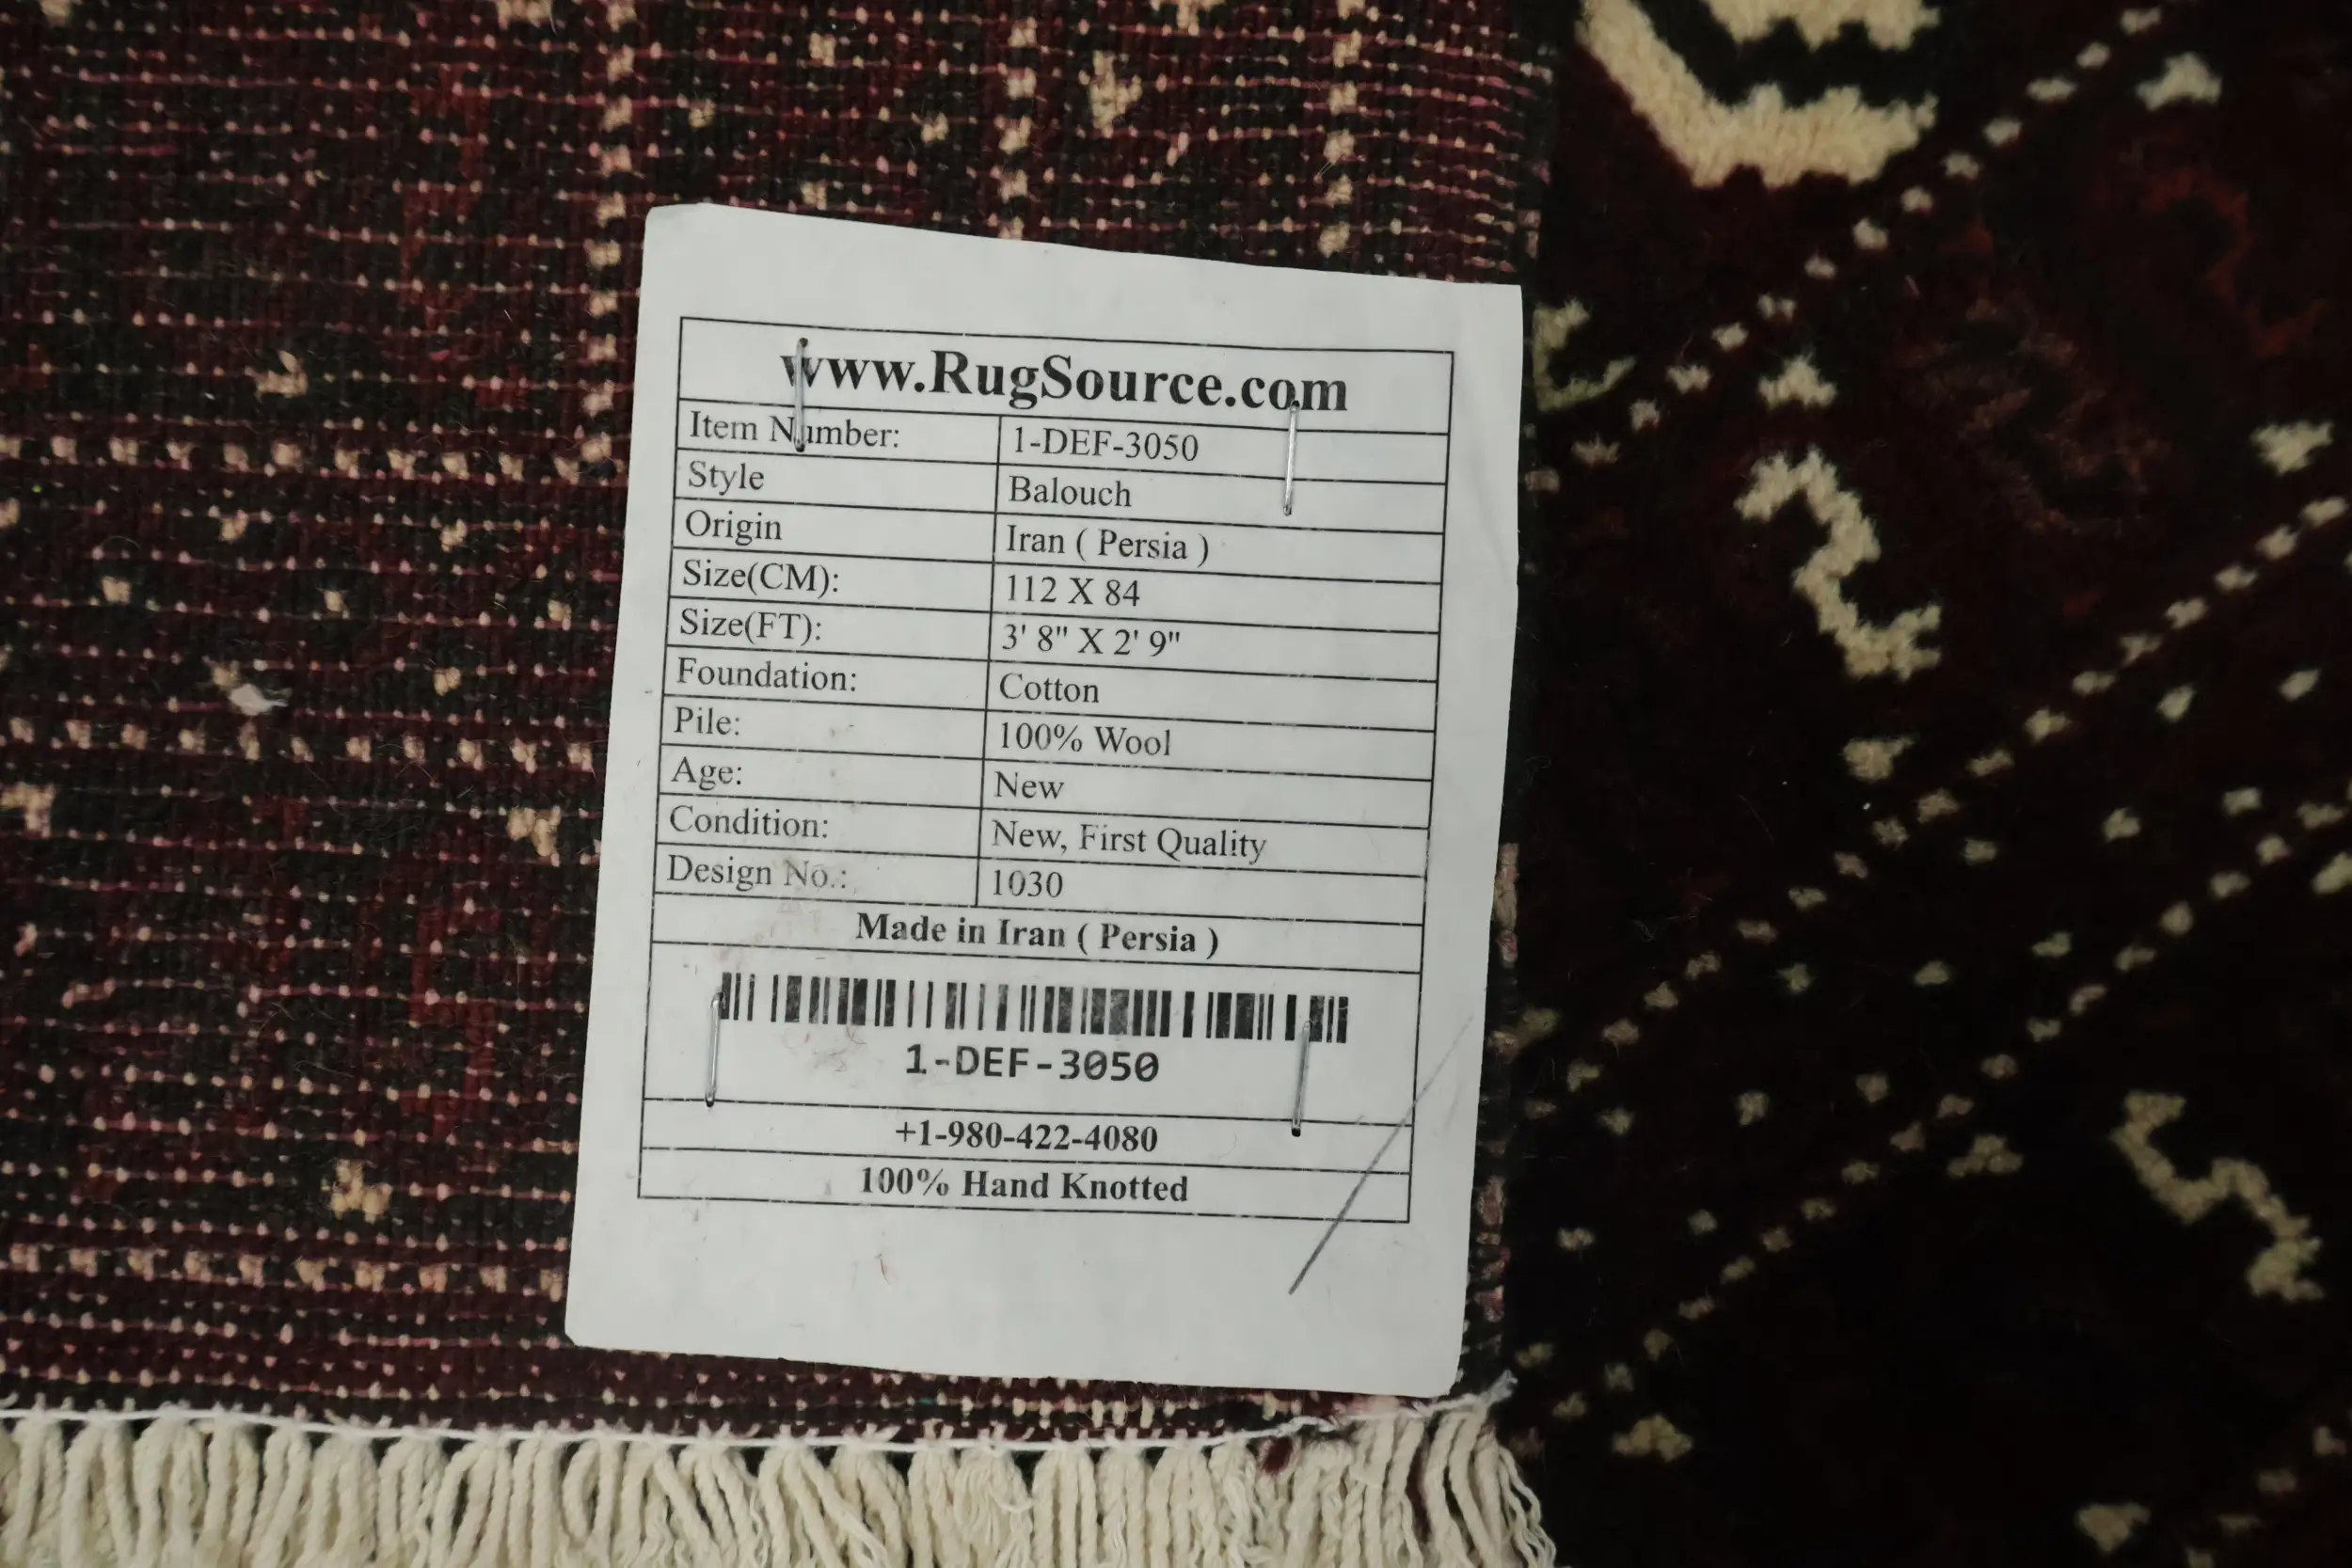 www.RugSource.com
Item Number: 1-DEF-3050
Style Balouch
Origin Iran ( Persia )
Size(CM): 112 X 84
Size(FT): 3' 8" X 2' 9"
Foundation: Cotton
Pile: 100% Wool
Age: New
Condition: New, First Quality
Design No.: 1030
Made in Iran ( Persia )
1-DEF-3050
+1-980-422-4080
100% Hand Knotted